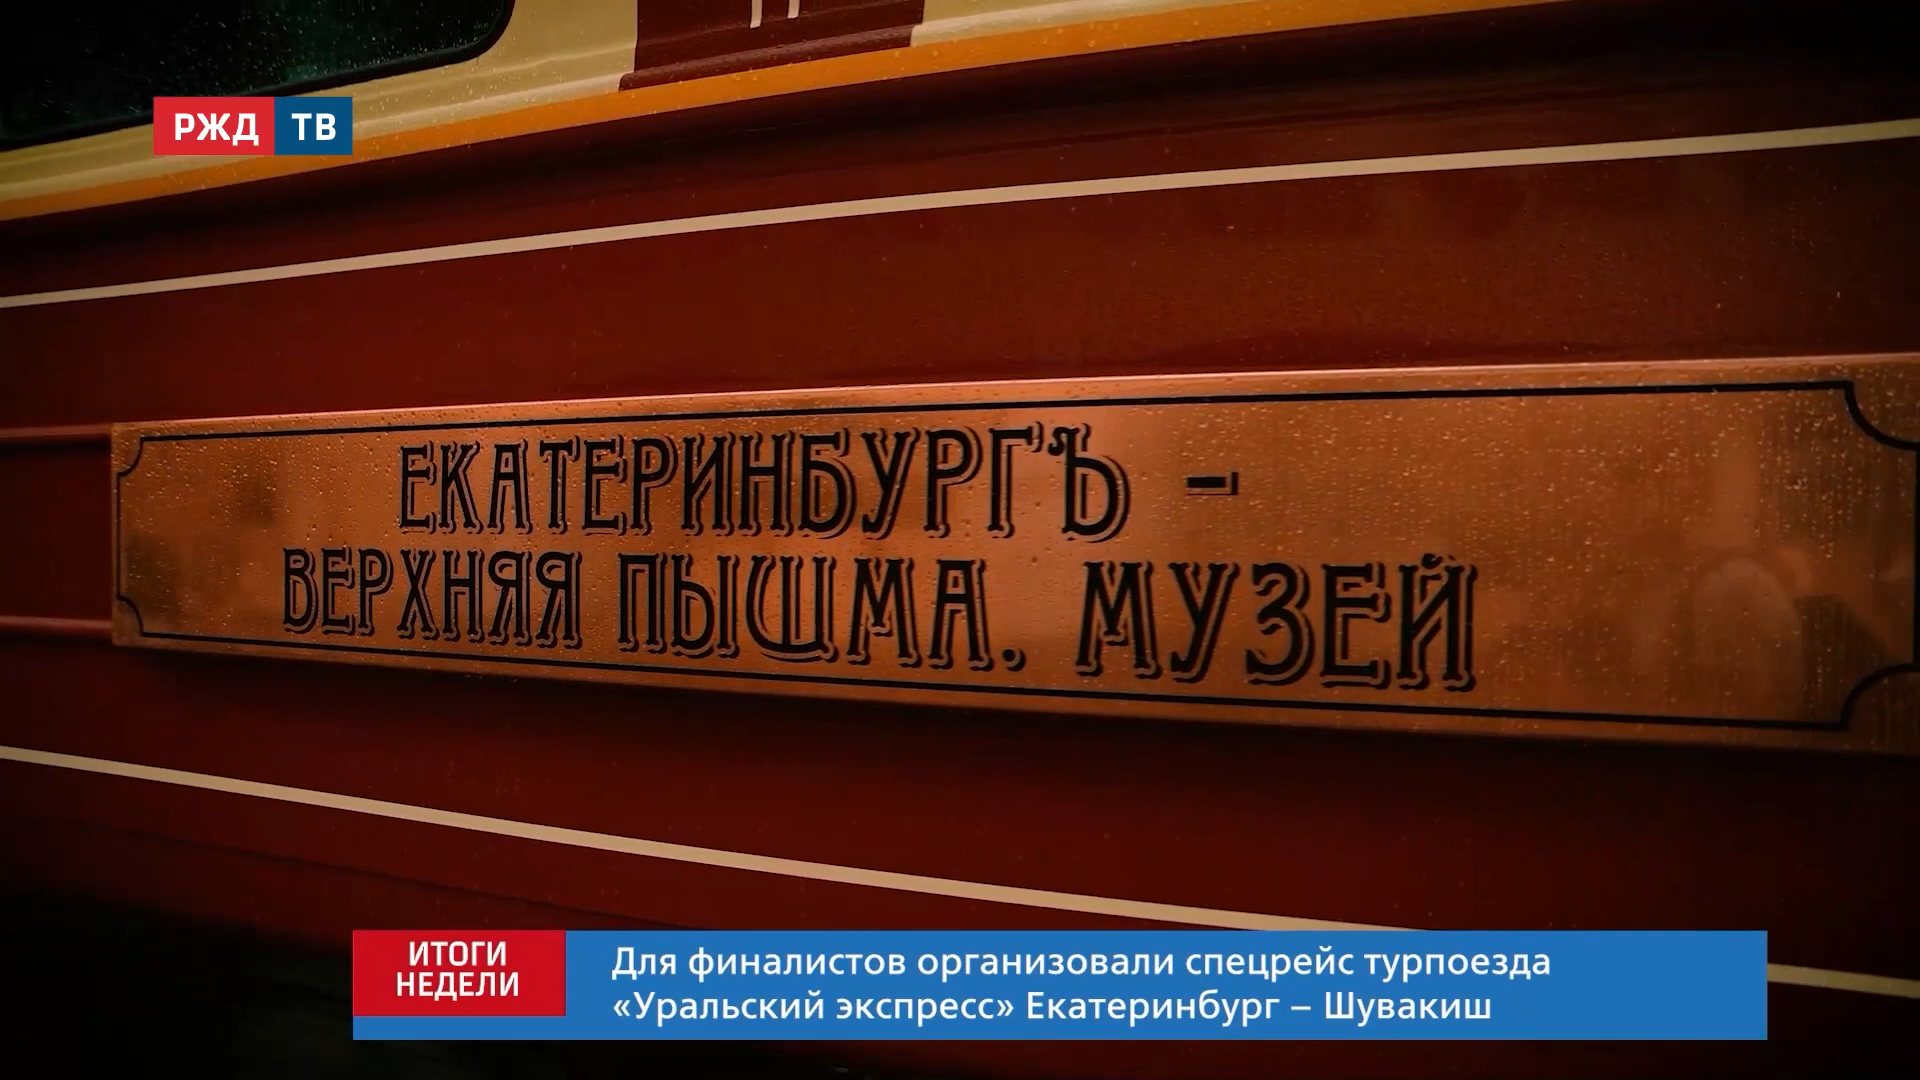 РЖД ТВ
ЕКАТЕРИНБУРГЪ –
ВЕРХНЯЯ ПЫШМА. МУЗЕЙ
ИТОГИ
НЕДЕЛИ
Для финалистов организовали спецрейс турпоезда
«Уральский экспресс» Екатеринбург – Шувакиш